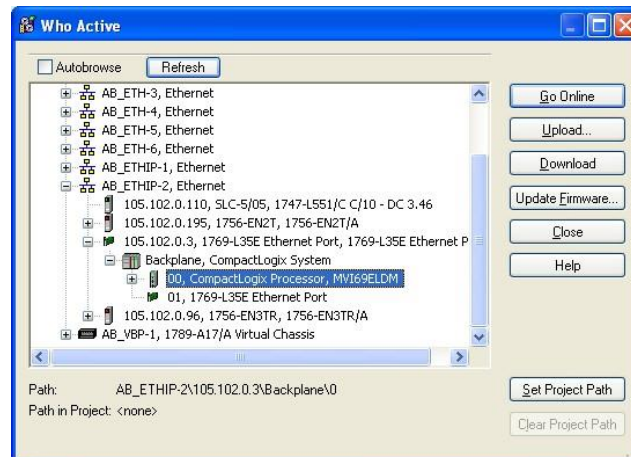 Who Active
Autobrowse Refresh
AB_ETH-3, Ethernet
AB_ETH-4, Ethernet
AB_ETH-5, Ethernet
AB_ETH-6, Ethernet
AB_ETHIP-1, Ethernet
AB_ETHIP-2, Ethernet
105.102.0.110, SLC-5/05, 1747-L551/C C/10 - DC 3.46
105.102.0.195, 1756-EN2T, 1756-EN2T/A
105.102.0.3, 1769-L35E Ethernet Port, 1769-L35E Ethernet P
Backplane, CompactLogix System
00, CompactLogix Processor, MVI69ELDM
01, 1769-L35E Ethernet Port
105.102.0.96, 1756-EN3TR, 1756-EN3TR/A
AB_VBP-1, 1789-A17/A Virtual Chassis
Go Online
Upload...
Download
Update Firmware...
Close
Help
Path: AB_ETHIP-2\105.102.0.3\Backplane\0
Path in Project: <none>
Set Project Path
Clear Project Path